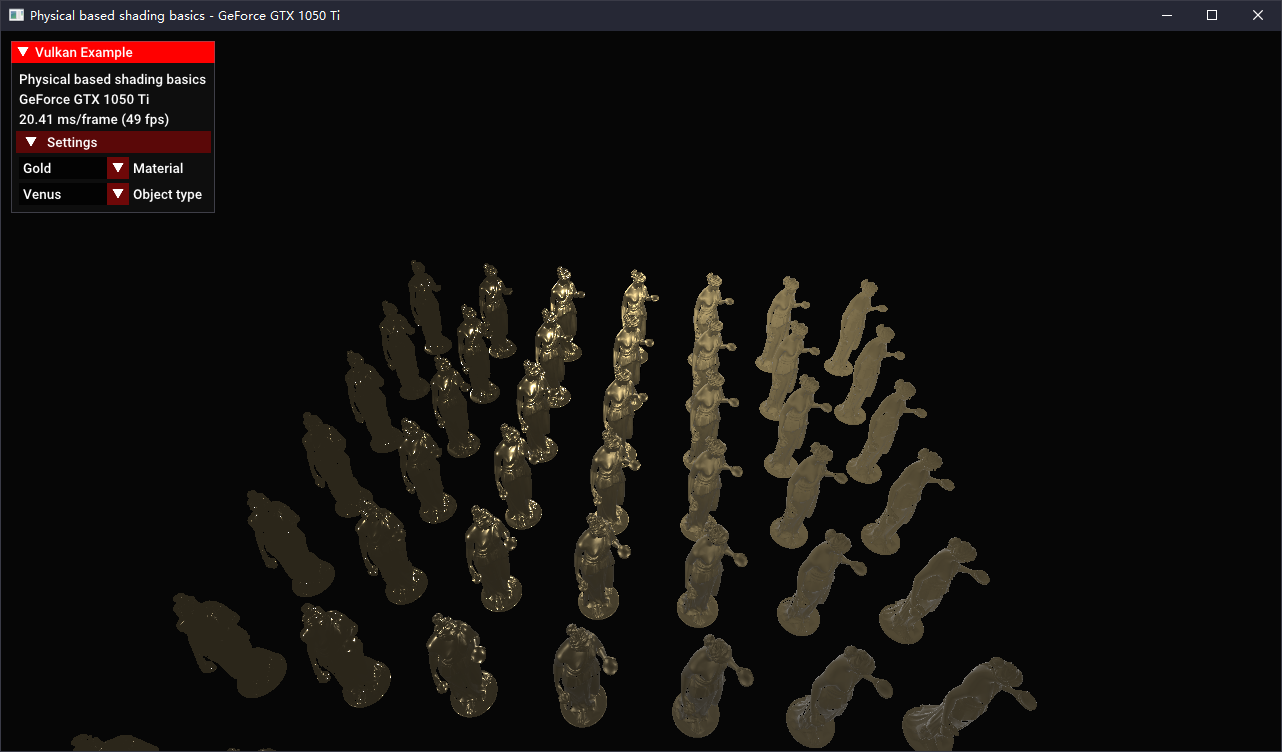 Physical based shading basics - GeForce GTX 1050 Ti
Vulkan Example
Physical based shading basics
GeForce GTX 1050 Ti
20.41 ms/frame (49 fps)
Settings
Gold Material
Venus Object type